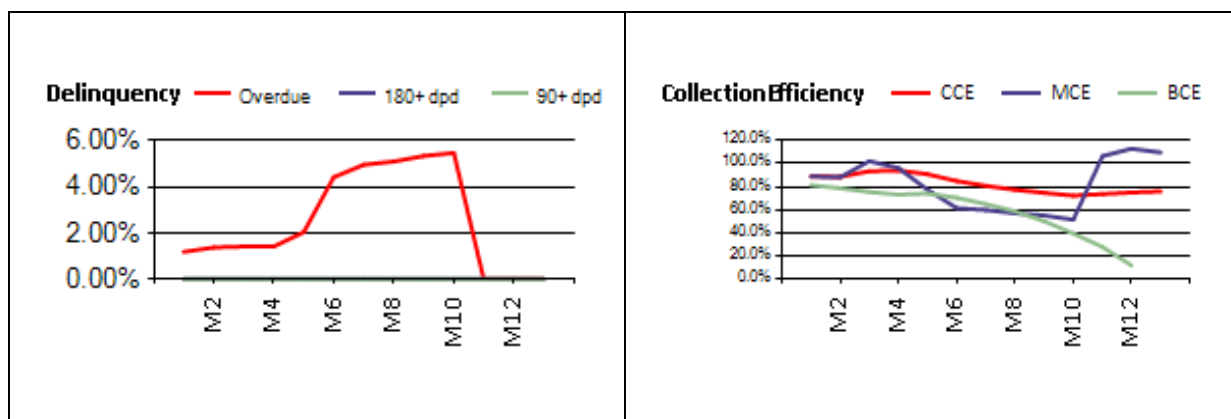 Delinquency Overdue 180+ dpd 90+ dpd
6.00%
4.00%
2.00%
0.00%
M2 M4 M6 M8 M10 M12
Collection Efficiency CCE MCE BCE
120.0%
100.0%
80.0%
60.0%
40.0%
20.0%
0.0%
M2 M4 M6 M8 M10 M12